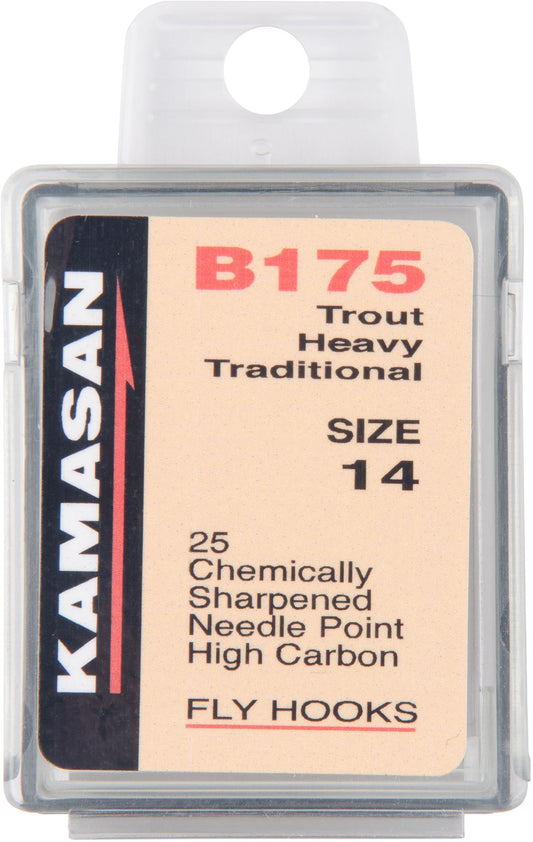 KAMASAN
B175
Trout
Heavy
Traditional
SIZE
14
25
Chemically
Sharpened
Needle Point
High Carbon
FLY HOOKS